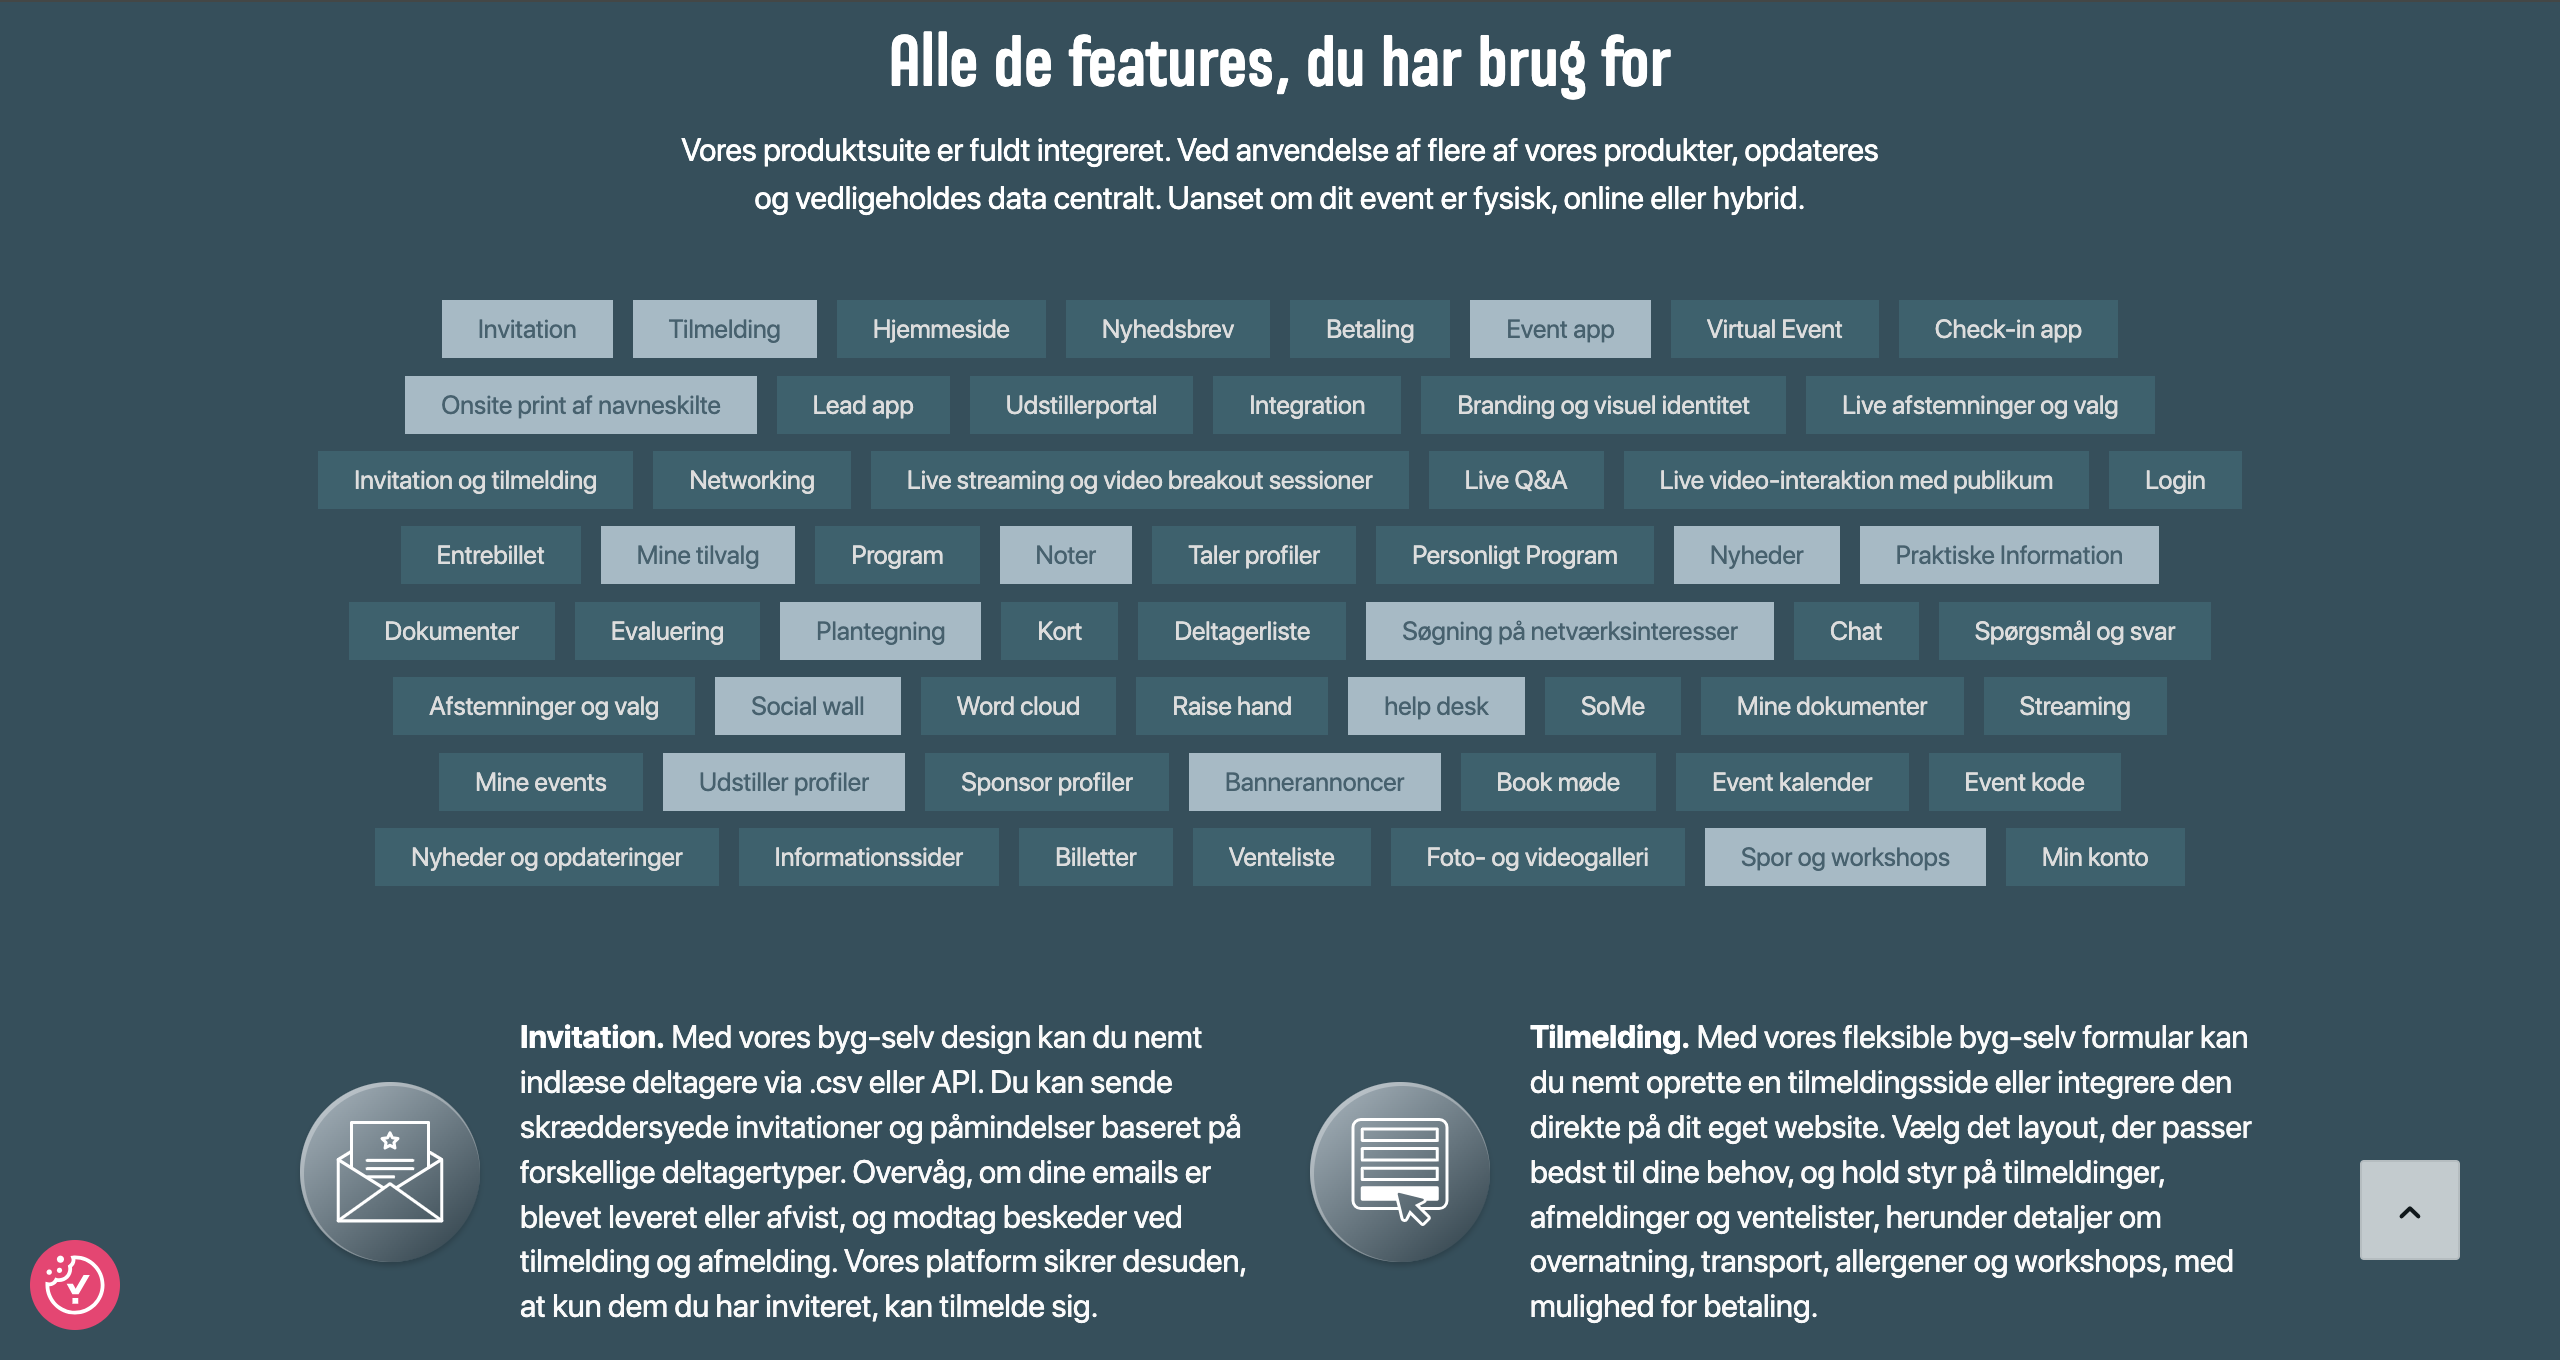 Alle de features, du har brug for
Vores produktsuite er fuldt integreret. Ved anvendelse af flere af vores produkter, opdateres
og vedligeholdes data centralt. Uanset om dit event er fysisk, online eller hybrid.
Invitation Tilmelding Hjemmeside Nyhedsbrev Betaling Event app Virtual Event Check-in app
Onsite print af navneskilte Lead app Udstillerportal Integration Branding og visuel identitet Live afstemninger og valg
Invitation og tilmelding Networking Live streaming og video breakout sessioner Live Q&A Live video-interaktion med publikum Login
Entrebillet Mine tilvalg Program Noter Taler profiler Personligt Program Nyheder Praktiske Information
Dokumenter Evaluering Plantegning Kort Deltagerliste Søgning på netværksinteresser Chat Spørgsmål og svar
Afstemninger og valg Social wall Word cloud Raise hand help desk SoMe Mine dokumenter Streaming
Mine events Udstiller profiler Sponsor profiler Bannerannoncer Book møde Event kalender Event kode
Nyheder og opdateringer Informationssider Billetter Venteliste Foto- og videogalleri Spor og workshops Min konto
Invitation. Med vores byg-selv design kan du nemt
indlæse deltagere via .csv eller API. Du kan sende
skræddersyede invitationer og påmindelser baseret på
forskellige deltagertyper. Overvåg, om dine emails er
blevet leveret eller afvist, og modtag beskeder ved
tilmelding og afmelding. Vores platform sikrer desuden,
at kun dem du har inviteret, kan tilmelde sig.
Tilmelding. Med vores fleksible byg-selv formular kan
du nemt oprette en tilmeldingsside eller integrere den
direkte på dit eget website. Vælg det layout, der passer
bedst til dine behov, og hold styr på tilmeldinger,
afmeldinger og ventelister, herunder detaljer om
overnatning, transport, allergener og workshops, med
mulighed for betaling.